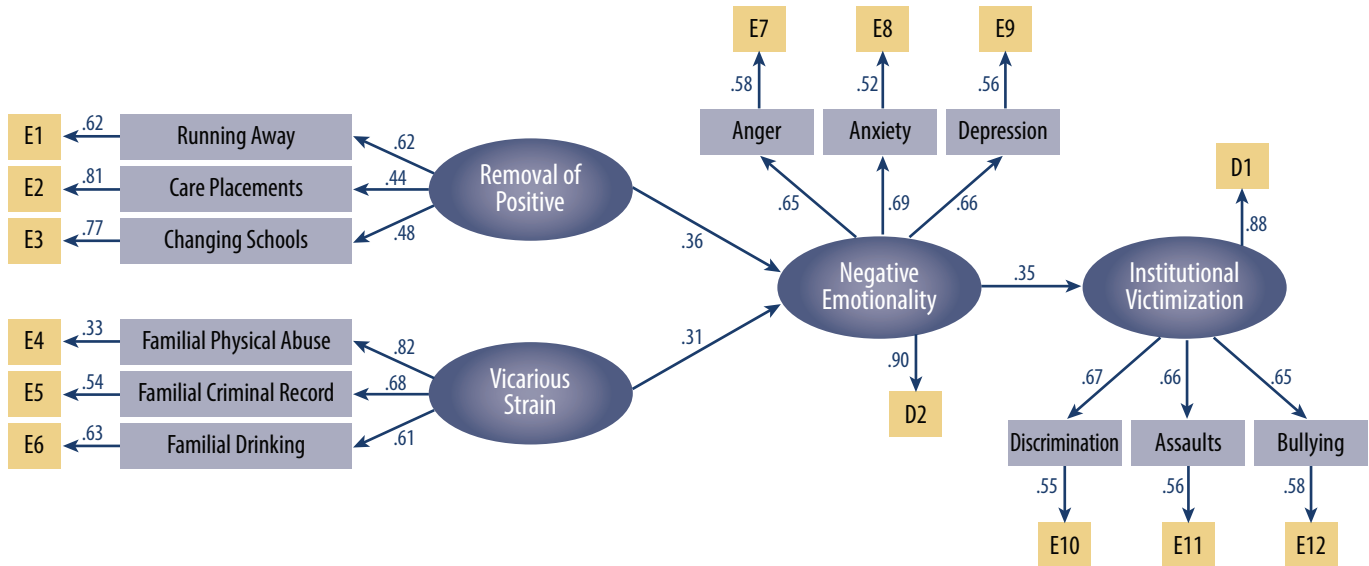 E7
E8
E9
.58
.52
.56
Anger
Anxiety
Depression
E1
.62
Running Away
.62
E2
.81
Care Placements
.44
E3
.77
Changing Schools
.48
Removal of
Positive
.36
.65
.69
.66
D1
.88
Negative
Emotionality
.35
Institutional
Victimization
E4
.33
Familial Physical Abuse
.82
E5
.54
Familial Criminal Record
.68
E6
.63
Familial Drinking
.61
Vicarious
Strain
.31
.90
D2
.67
.66
.65
Discrimination
Assaults
Bullying
.55
.56
.58
E10
E11
E12